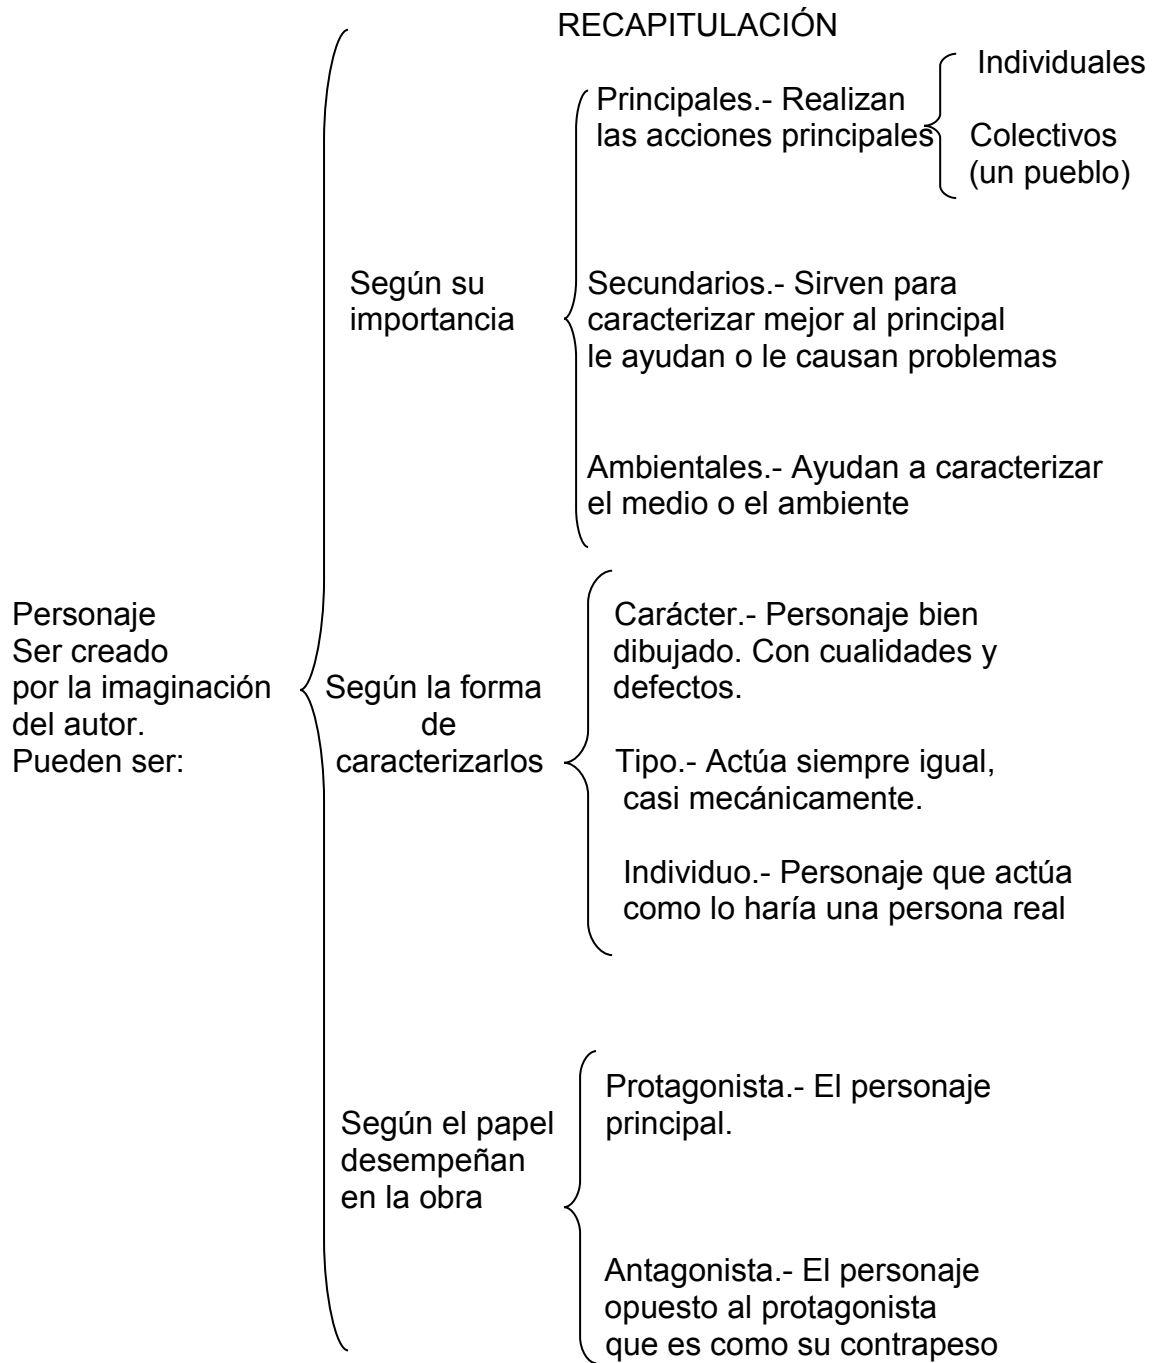 RECAPITULACIÓN
Personaje
Ser creado
por la imaginación
del autor.
Pueden ser:
Según su
importancia
Principales.- Realizan
las acciones principales
Individuales
Colectivos
(un pueblo)
Secundarios.- Sirven para
caracterizar mejor al principal
le ayudan o le causan problemas
Ambientales.- Ayudan a caracterizar
el medio o el ambiente
Según la forma
de
caracterizarlos
Carácter.- Personaje bien
dibujado. Con cualidades y
defectos.
Tipo.- Actúa siempre igual,
casi mecánicamente.
Individuo.- Personaje que actúa
como lo haría una persona real
Según el papel
desempeñan
en la obra
Protagonista.- El personaje
principal.
Antagonista.- El personaje
opuesto al protagonista
que es como su contrapeso